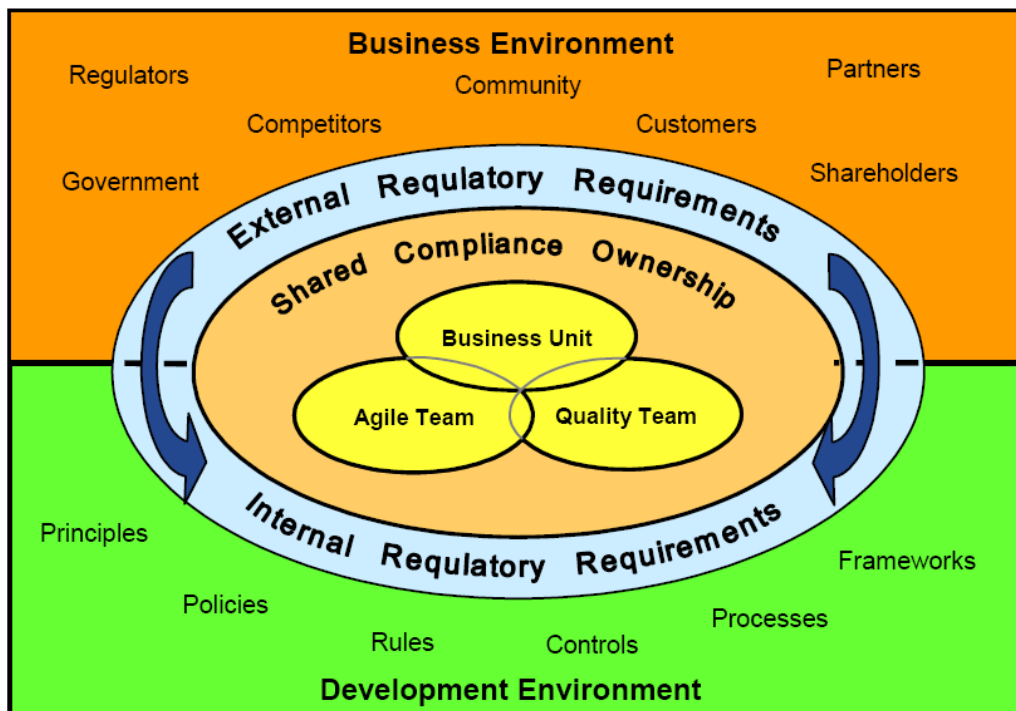 Business Environment
Regulators
Partners
Community
Competitors
Customers
Government
Shareholders
External Requlatory Requirements
Shared Compliance Ownership
Business Unit
Agile Team
Quality Team
Internal Requlatory Requirements
Principles
Frameworks
Policies
Processes
Rules
Controls
Development Environment